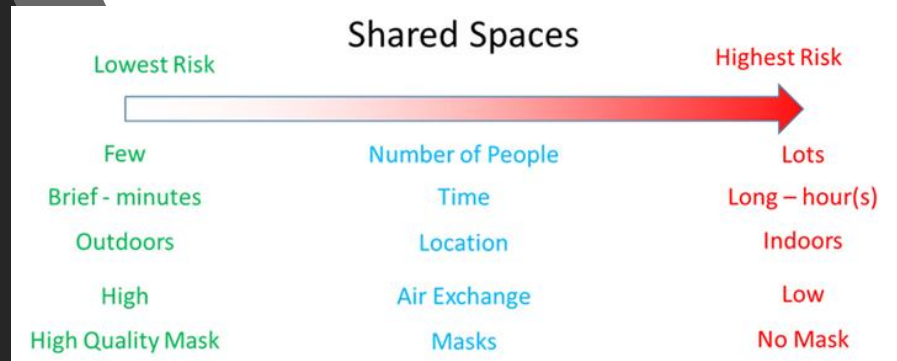 Shared Spaces
Lowest Risk Highest Risk
Few Number of People Lots
Brief - minutes Time Long – hour(s)
Outdoors Location Indoors
High Air Exchange Low
High Quality Mask Masks No Mask